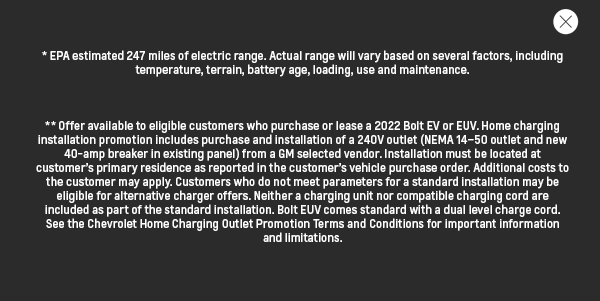 * EPA estimated 247 miles of electric range. Actual range will vary based on several factors, including
temperature, terrain, battery age, loading, use and maintenance.
** Offer available to eligible customers who purchase or lease a 2022 Bolt EV or EUV. Home charging
installation promotion includes purchase and installation of a 240V outlet (NEMA 14–50 outlet and new
40-amp breaker in existing panel) from a GM selected vendor. Installation must be located at
customer's primary residence as reported in the customer's vehicle purchase order. Additional costs to
the customer may apply. Customers who do not meet parameters for a standard installation may be
eligible for alternative charger offers. Neither a charging unit nor compatible charging cord are
included as part of the standard installation. Bolt EUV comes standard with a dual level charge cord.
See the Chevrolet Home Charging Outlet Promotion Terms and Conditions for important information
and limitations.